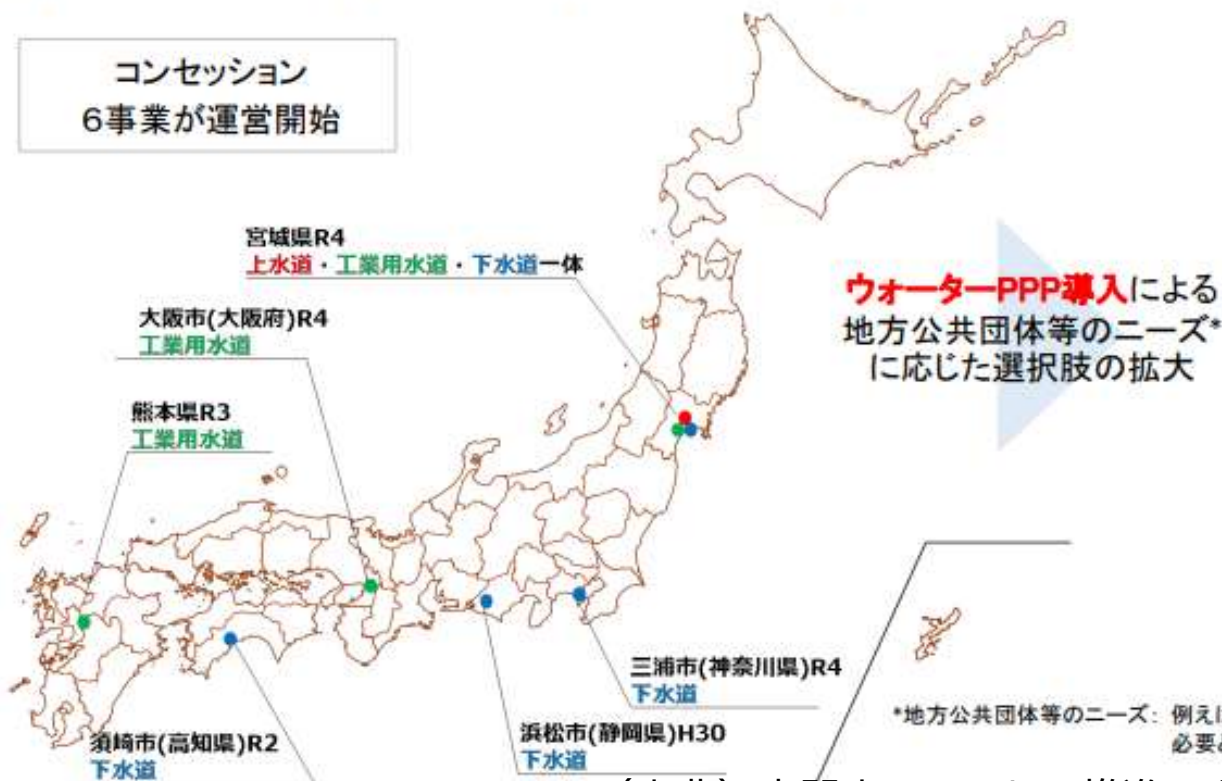 コンセッション
6事業が運営開始
宮城県R4
上水道・工業用水道・下水道一体
大阪市(大阪府)R4
工業用水道
熊本県R3
工業用水道
ウォーターPPP導入による
地方公共団体等のニーズ*
に応じた選択肢の拡大
三浦市(神奈川県)R4
下水道
浜松市(静岡県)H30
下水道
須崎市(高知県)R2
下水道
*地方公共団体等のニーズ: 例えば
必要